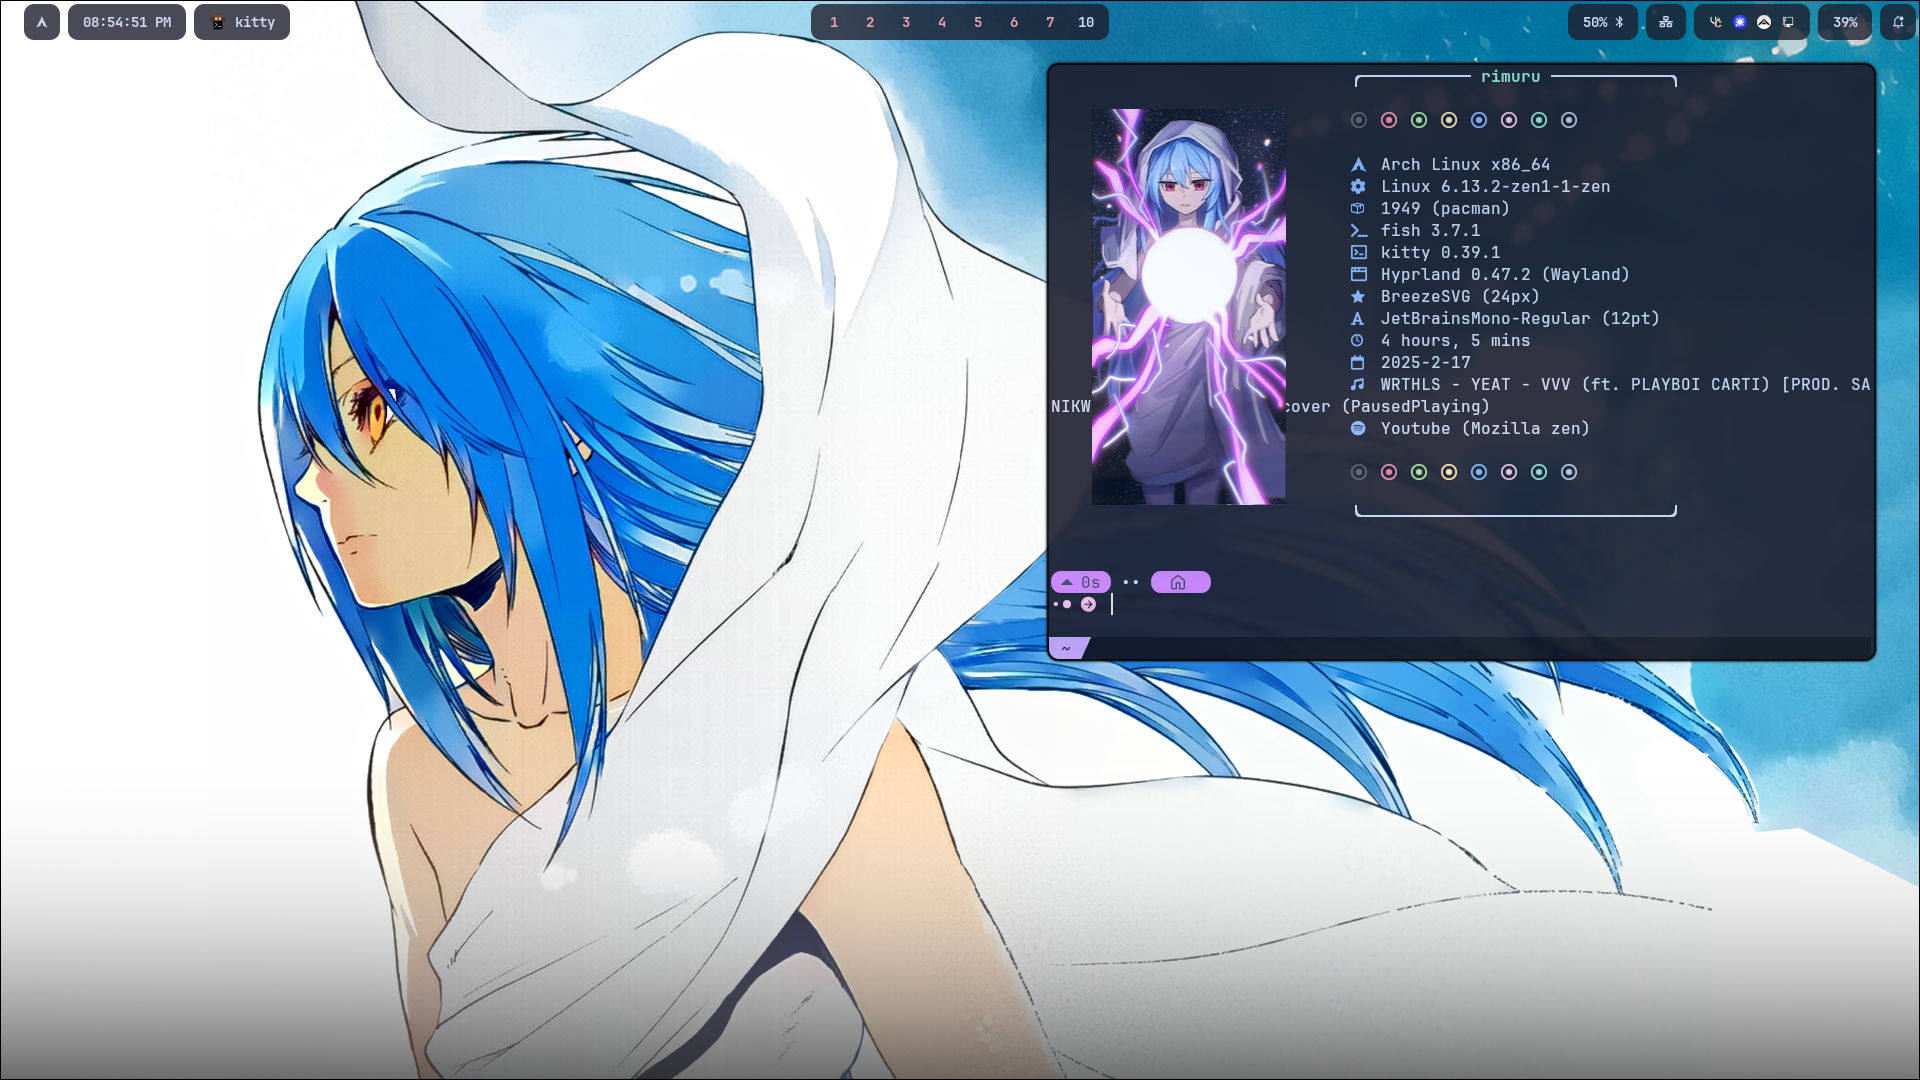 08:54:51 PM
kitty
1 2 3 4 5 6 7 10
50%
39%
rimuru
Arch Linux x86_64
Linux 6.13.2-zen1-1-zen
1949 (pacman)
fish 3.7.1
kitty 0.39.1
Hyprland 0.47.2 (Wayland)
BreezeSVG (24px)
JetBrainsMono-Regular (12pt)
4 hours, 5 mins
2025-2-17
WRTHLS - YEAT - VVV (ft. PLAYBOI CARTI) [PROD. SA
NIKW cover (PausedPlaying)
Youtube (Mozilla zen)
0s
~